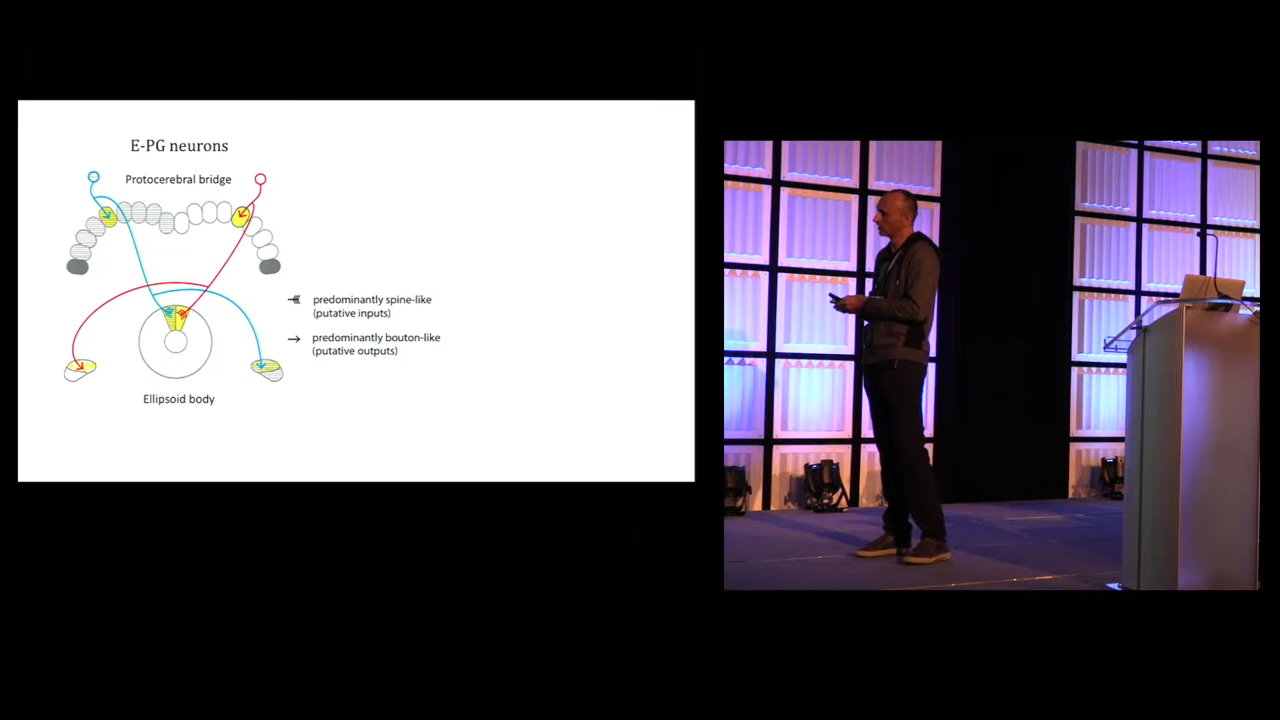 E-PG neurons
Protocerebral bridge
predominantly spine-like
(putative inputs)
predominantly bouton-like
(putative outputs)
Ellipsoid body